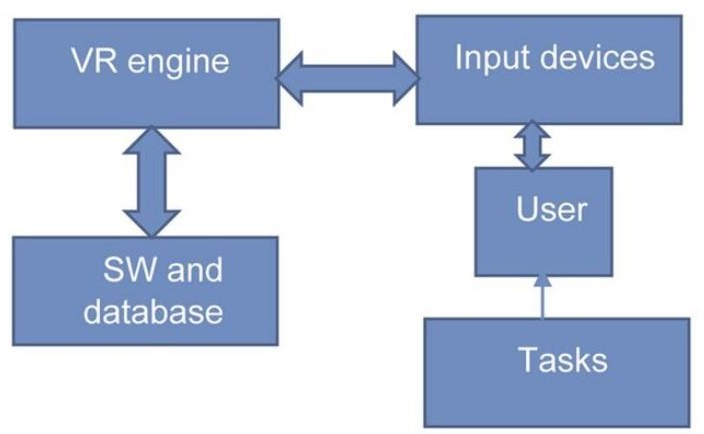 VR engine
Input devices
User
SW and
database
Tasks